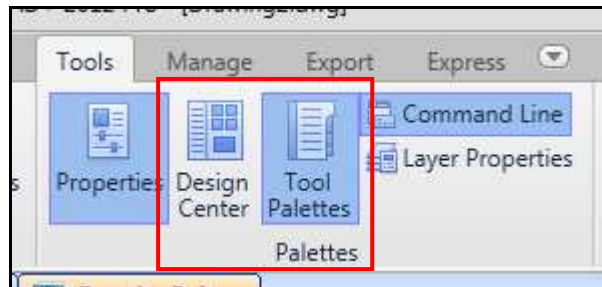 Tools Manage Export Express
Properties Design Center Tool Palettes Command Line
Layer Properties
Palettes